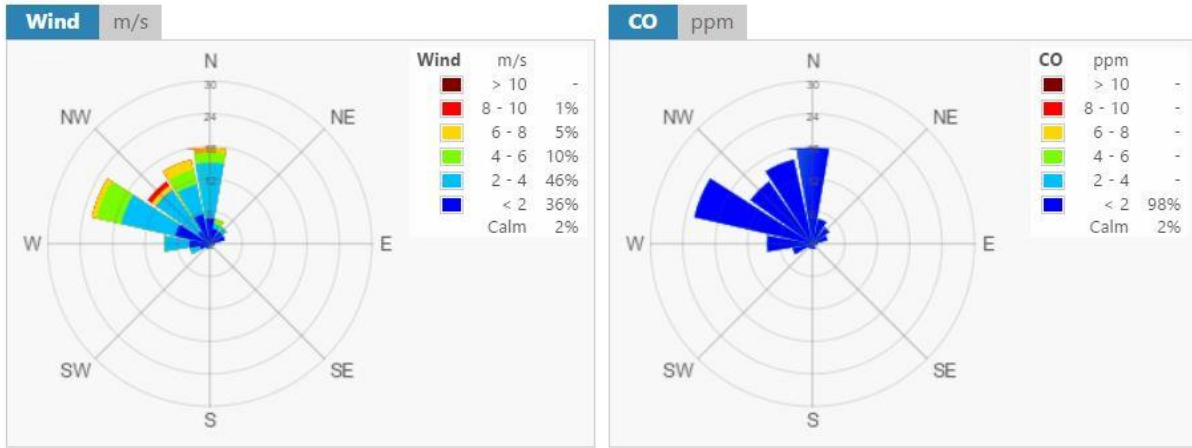 Wind m/s
Wind m/s
> 10 -
8 - 10 1%
6 - 8 5%
4 - 6 10%
2 - 4 46%
< 2 36%
Calm 2%
N
NE
E
SE
S
SW
W
NW
30
24
18
12
CO ppm
CO ppm
> 10 -
8 - 10 -
6 - 8 -
4 - 6 -
2 - 4 -
< 2 98%
Calm 2%
N
NE
E
SE
S
SW
W
NW
30
24